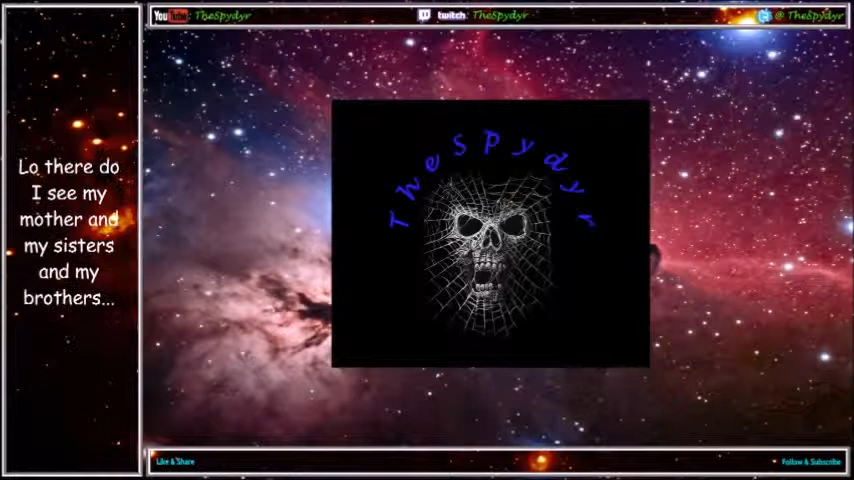 YouTube: TheSpydyr
twitch: TheSpydyr
@ TheSpydyr
Lo there do
I see my
mother and
my sisters
and my
brothers...
TheSpydyr
Like & Share
Follow & Subscribe